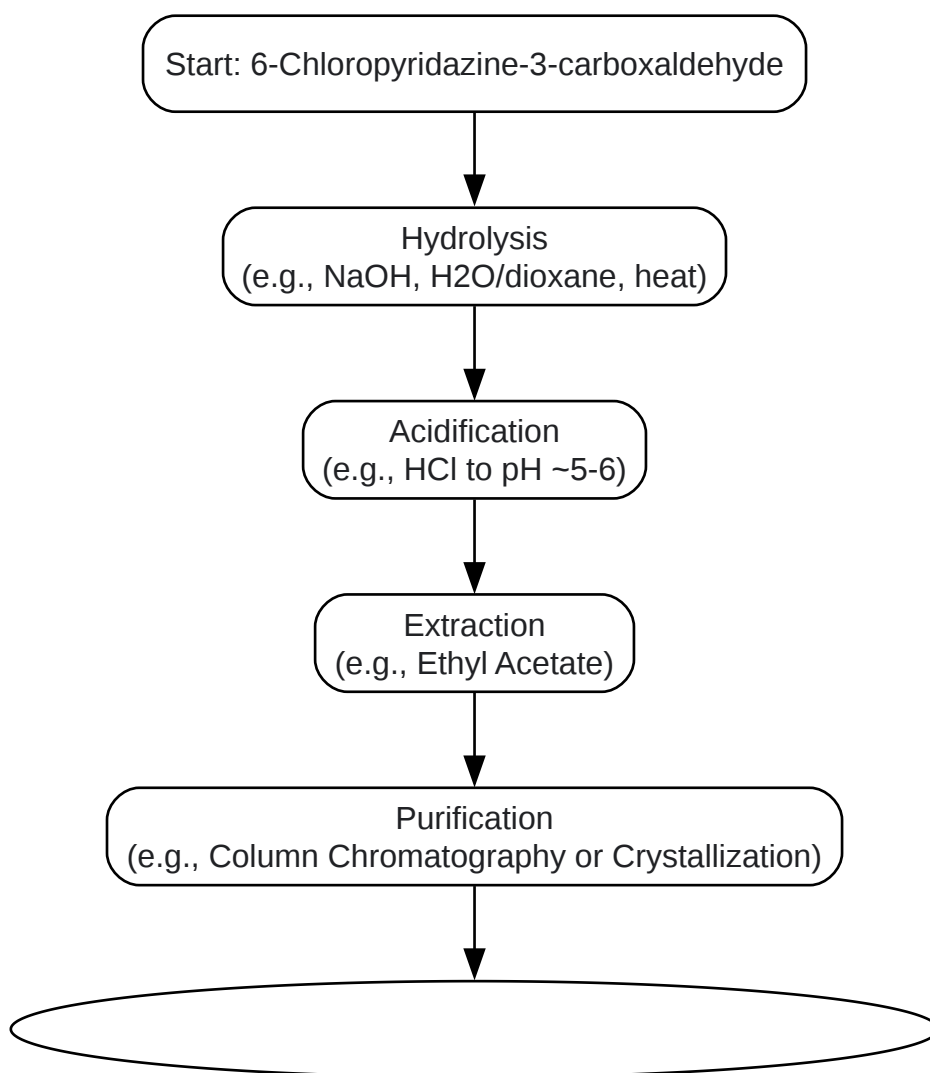 Start: 6-Chloropyridazine-3-carboxaldehyde
Hydrolysis
(e.g., NaOH, H2O/dioxane, heat)
Acidification
(e.g., HCl to pH ~5-6)
Extraction
(e.g., Ethyl Acetate)
Purification
(e.g., Column Chromatography or Crystallization)